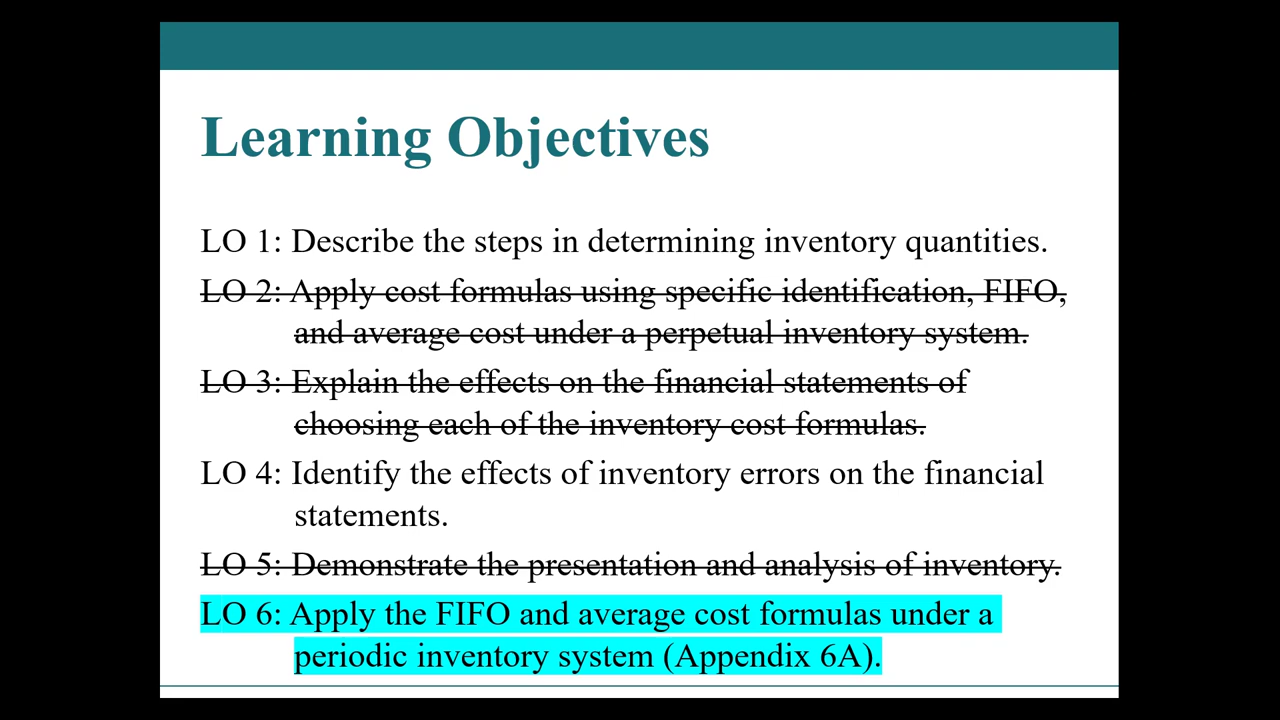 Learning Objectives
LO 1: Describe the steps in determining inventory quantities.
LO 2: Apply cost formulas using specific identification, FIFO,
and average cost under a perpetual inventory system.
LO 3: Explain the effects on the financial statements of
choosing each of the inventory cost formulas.
LO 4: Identify the effects of inventory errors on the financial
statements.
LO 5: Demonstrate the presentation and analysis of inventory.
LO 6: Apply the FIFO and average cost formulas under a
periodic inventory system (Appendix 6A).